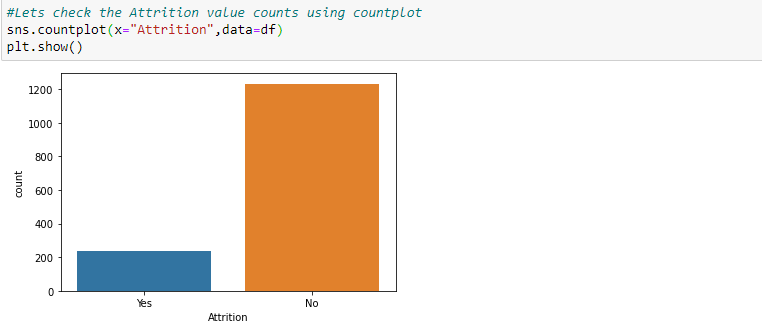 #Lets check the Attrition value counts using countplot
sns.countplot(x="Attrition",data=df)
plt.show()
1200
1000
800
600
400
200
0
count
Yes No
Attrition